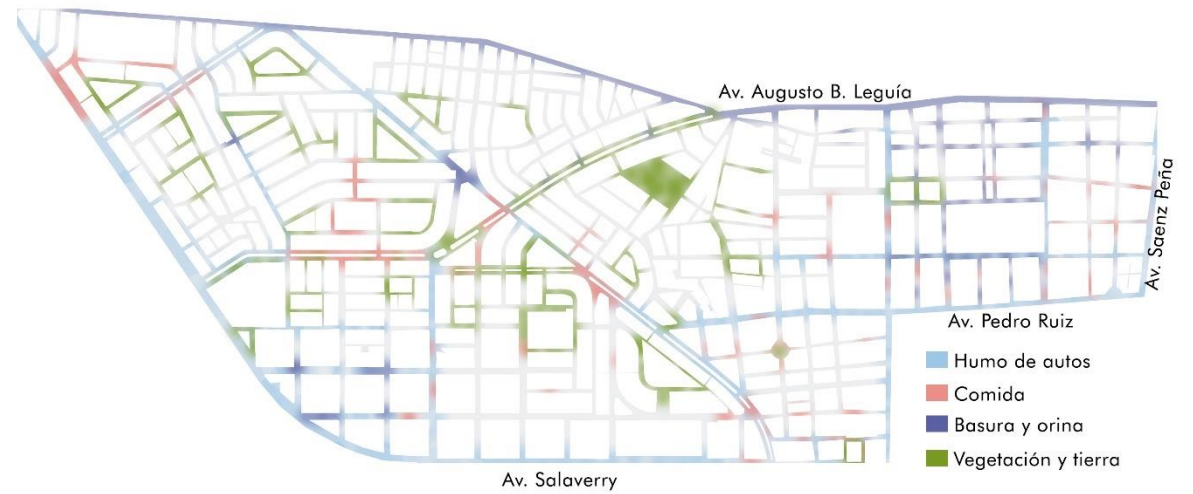 Av. Augusto B. Leguía
Av. Saenz Peña
Av. Pedro Ruiz
Humo de autos
Comida
Basura y orina
Vegetación y tierra
Av. Salaverry